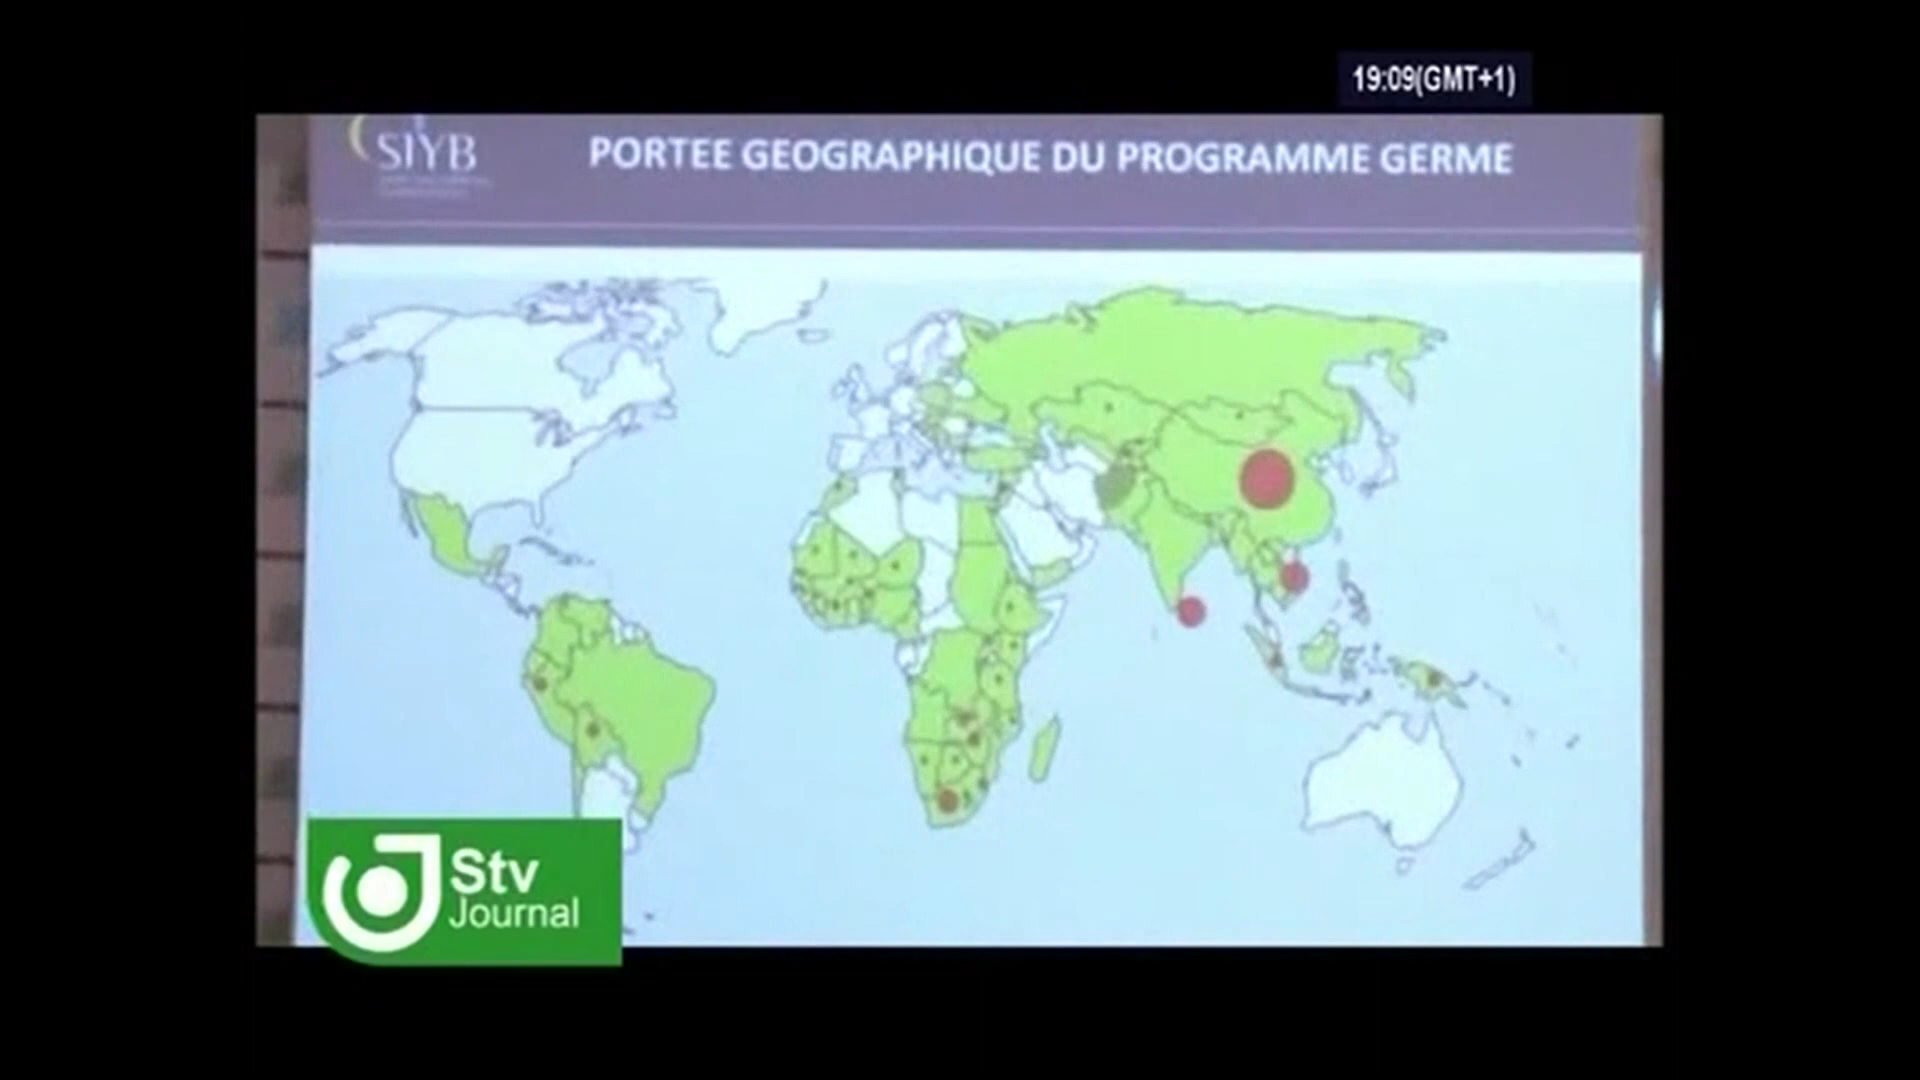 19:09(GMT+1)
SIYB
PORTEE GEOGRAPHIQUE DU PROGRAMME GERME
Stv
Journal